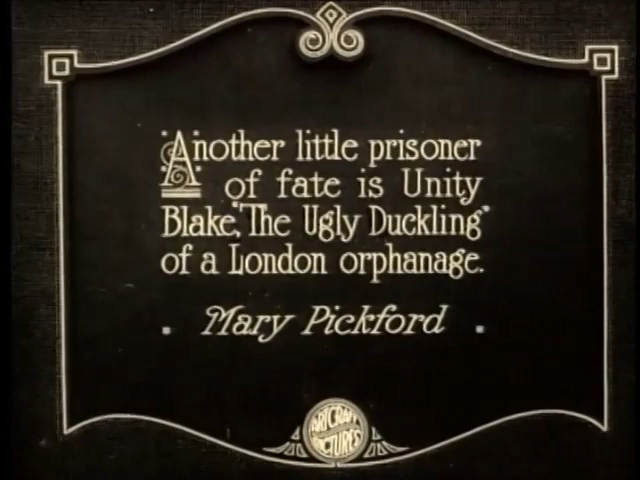 Another little prisoner
of fate is Unity
Blake, "The Ugly Duckling"
of a London orphanage.
Mary Pickford
ARTCRAFT
PICTURES